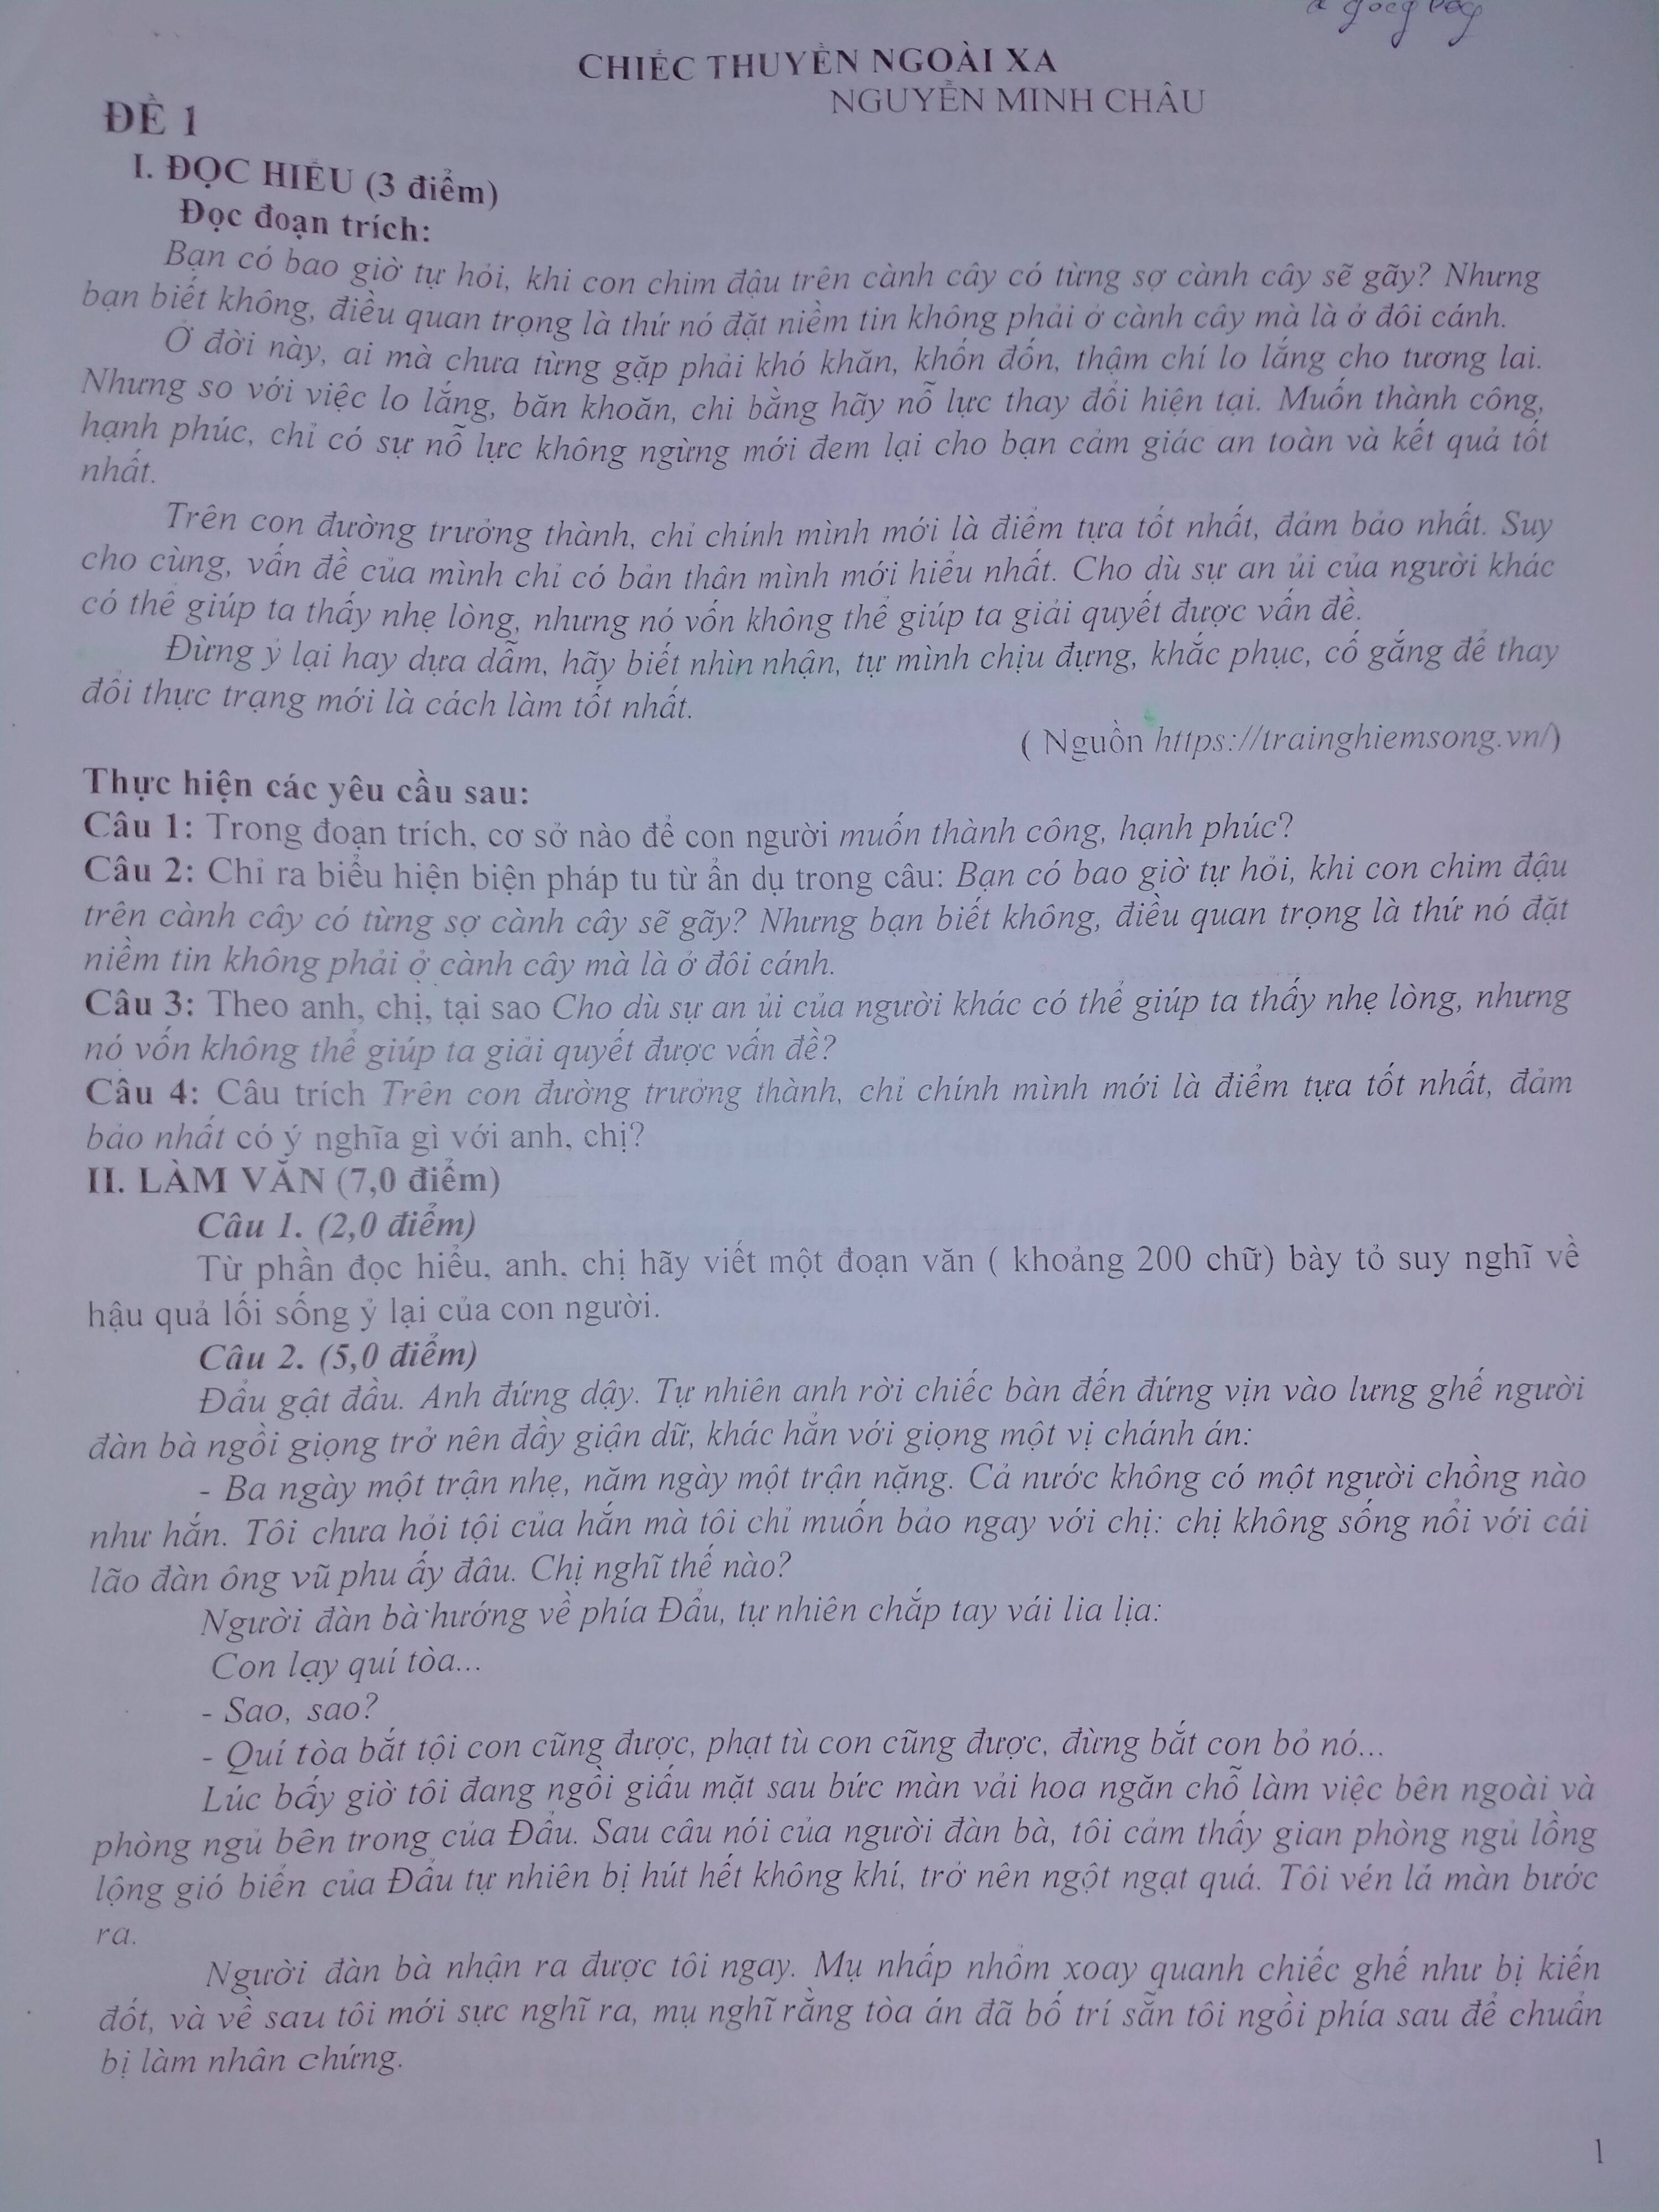 CHIẾC THUYỀN NGOÀI XA
NGUYỄN MINH CHÂU
ĐỀ 1
I. ĐỌC HIỂU (3 điểm)
Đọc đoạn trích:
Bạn có bao giờ tự hỏi, khi con chim đậu trên cành cây có từng sợ cành cây sẽ gãy? Nhưng
bạn biết không, điều quan trọng là thứ nó đặt niềm tin không phải ở cành cây mà là ở đôi cánh.
Ở đời này, ai mà chưa từng gặp phải khó khăn, khốn đốn, thậm chí lo lắng cho tương lai.
Nhưng so với việc lo lắng, băn khoăn, chi bằng hãy nỗ lực thay đổi hiện tại. Muốn thành công,
hạnh phúc, chỉ có sự nỗ lực không ngừng mới đem lại cho bạn cảm giác an toàn và kết quả tốt
nhất.
Trên con đường trưởng thành, chỉ chính mình mới là điểm tựa tốt nhất, đảm bảo nhất. Suy
cho cùng, vấn đề của mình chỉ có bản thân mình mới hiểu nhất. Cho dù sự an ủi của người khác
có thể giúp ta thấy nhẹ lòng, nhưng nó vốn không thể giúp ta giải quyết được vấn đề.
Đừng ỷ lại hay dựa dẫm, hãy biết nhìn nhận, tự mình chịu đựng, khắc phục, cố gắng để thay
đổi thực trạng mới là cách làm tốt nhất.
( Nguồn https://trainghiemsong.vn/)
Thực hiện các yêu cầu sau:
Câu 1: Trong đoạn trích, cơ sở nào để con người muốn thành công, hạnh phúc?
Câu 2: Chỉ ra biểu hiện biện pháp tu từ ẩn dụ trong câu: Bạn có bao giờ tự hỏi, khi con chim đậu
trên cành cây có từng sợ cành cây sẽ gãy? Nhưng bạn biết không, điều quan trọng là thứ nó đặt
niềm tin không phải ở cành cây mà là ở đôi cánh.
Câu 3: Theo anh, chị, tại sao Cho dù sự an ủi của người khác có thể giúp ta thấy nhẹ lòng, nhưng
nó vốn không thể giúp ta giải quyết được vấn đề?
Câu 4: Câu trích Trên con đường trưởng thành, chỉ chính mình mới là điểm tựa tốt nhất, đảm
bảo nhất có ý nghĩa gì với anh, chị?
II. LÀM VĂN (7,0 điểm)
Câu 1. (2,0 điểm)
Từ phần đọc hiểu, anh, chị hãy viết một đoạn văn ( khoảng 200 chữ) bày tỏ suy nghĩ về
hậu quả lối sống ỷ lại của con người.
Câu 2. (5,0 điểm)
Đẩu gật đầu. Anh đứng dậy. Tự nhiên anh rời chiếc bàn đến đứng vịn vào lưng ghế người
đàn bà ngồi giọng trở nên đầy giận dữ, khác hẳn với giọng một vị chánh án:
- Ba ngày một trận nhẹ, năm ngày một trận nặng. Cả nước không có một người chồng nào
như hắn. Tôi chưa hỏi tội của hắn mà tôi chỉ muốn bảo ngay với chị: chị không sống nổi với cái
lão đàn ông vũ phu ấy đâu. Chị nghĩ thế nào?
Người đàn bà hướng về phía Đẩu, tự nhiên chắp tay vái lia lịa:
Con lạy quí tòa...
- Sao, sao?
- Quí tòa bắt tội con cũng được, phạt tù con cũng được, đừng bắt con bỏ nó...
Lúc bấy giờ tôi đang ngồi giấu mặt sau bức màn vải hoa ngăn chỗ làm việc bên ngoài và
phòng ngủ bên trong của Đẩu. Sau câu nói của người đàn bà, tôi cảm thấy gian phòng ngủ lồng
lộng gió biển của Đẩu tự nhiên bị hút hết không khí, trở nên ngột ngạt quá. Tôi vén lá màn bước
ra.
Người đàn bà nhận ra được tôi ngay. Mụ nhấp nhổm xoay quanh chiếc ghế như bị kiến
đốt, và về sau tôi mới sực nghĩ ra, mụ nghĩ rằng tòa án đã bố trí sẵn tôi ngồi phía sau để chuẩn
bị làm nhân chứng.
1